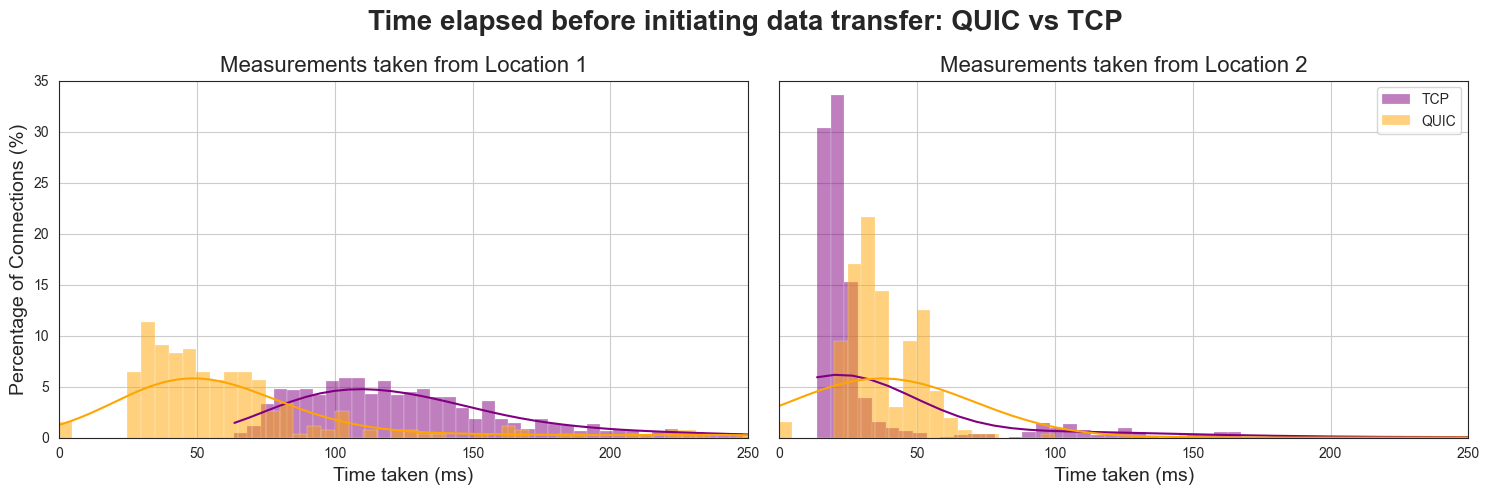 Time elapsed before initiating data transfer: QUIC vs TCP
Measurements taken from Location 1
Measurements taken from Location 2
Percentage of Connections (%)
35
30
25
20
15
10
5
0
0 50 100 150 200 250
Time taken (ms)
TCP
QUIC
0 50 100 150 200 250
Time taken (ms)